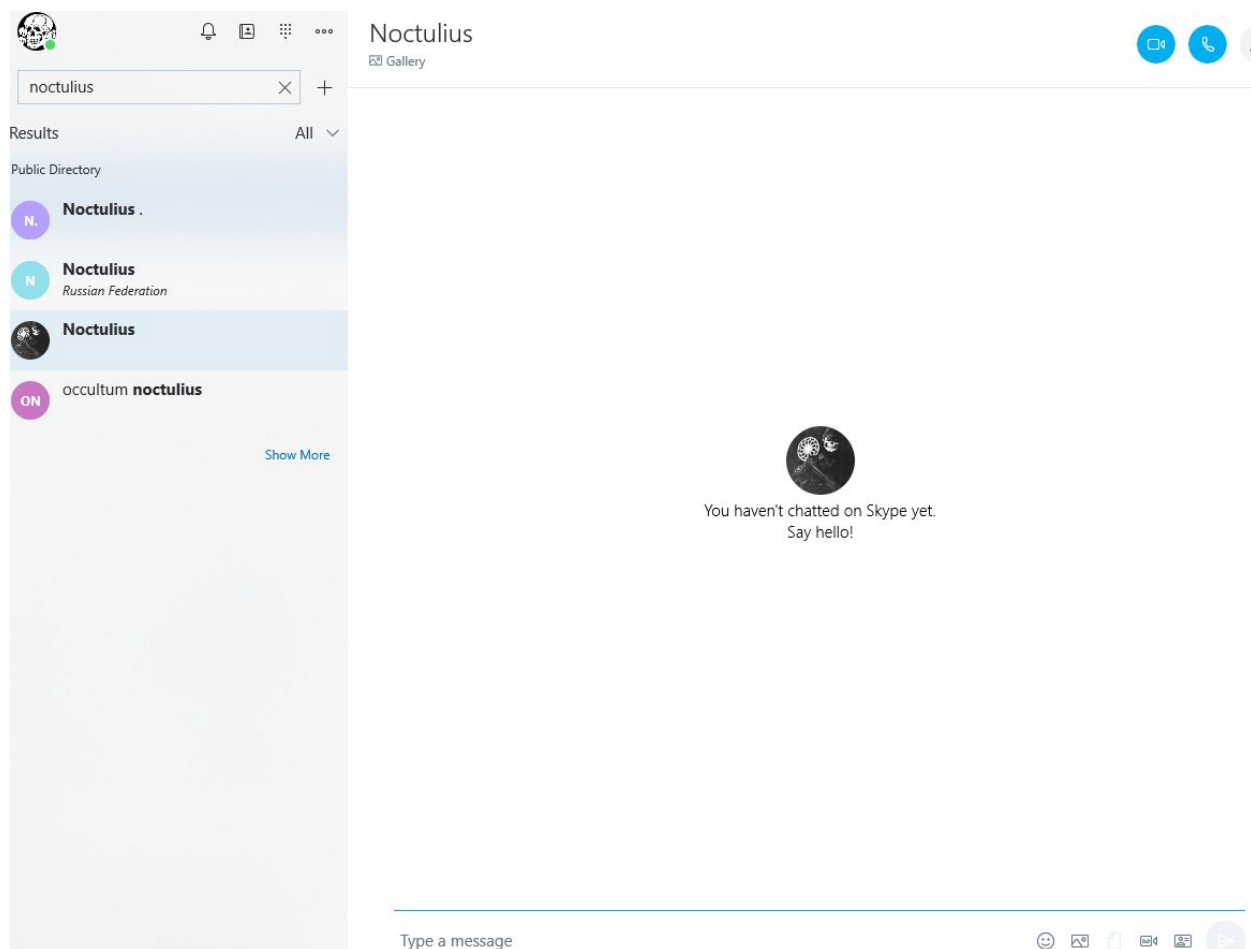 Noctulius
Gallery
noctulius
Results
All
Public Directory
N.
Noctulius .
N
Noctulius
Russian Federation
Noctulius
ON
occultum noctulius
Show More
You haven't chatted on Skype yet.
Say hello!
Type a message